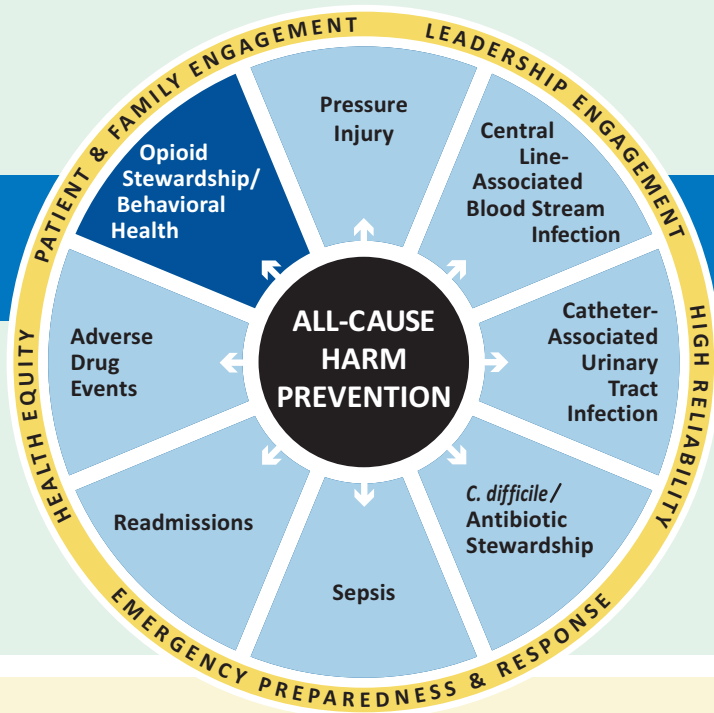 PATIENT & FAMILY ENGAGEMENT
LEADERSHIP ENGAGEMENT
HIGH RELIABILITY
EMERGENCY PREPAREDNESS & RESPONSE
HEALTH EQUITY
Pressure
Injury
Central
Line-
Associated
Blood Stream
Infection
Catheter-
Associated
Urinary
Tract
Infection
C. difficile/
Antibiotic
Stewardship
Sepsis
Readmissions
Adverse
Drug
Events
Opioid
Stewardship/
Behavioral
Health
ALL-CAUSE
HARM
PREVENTION